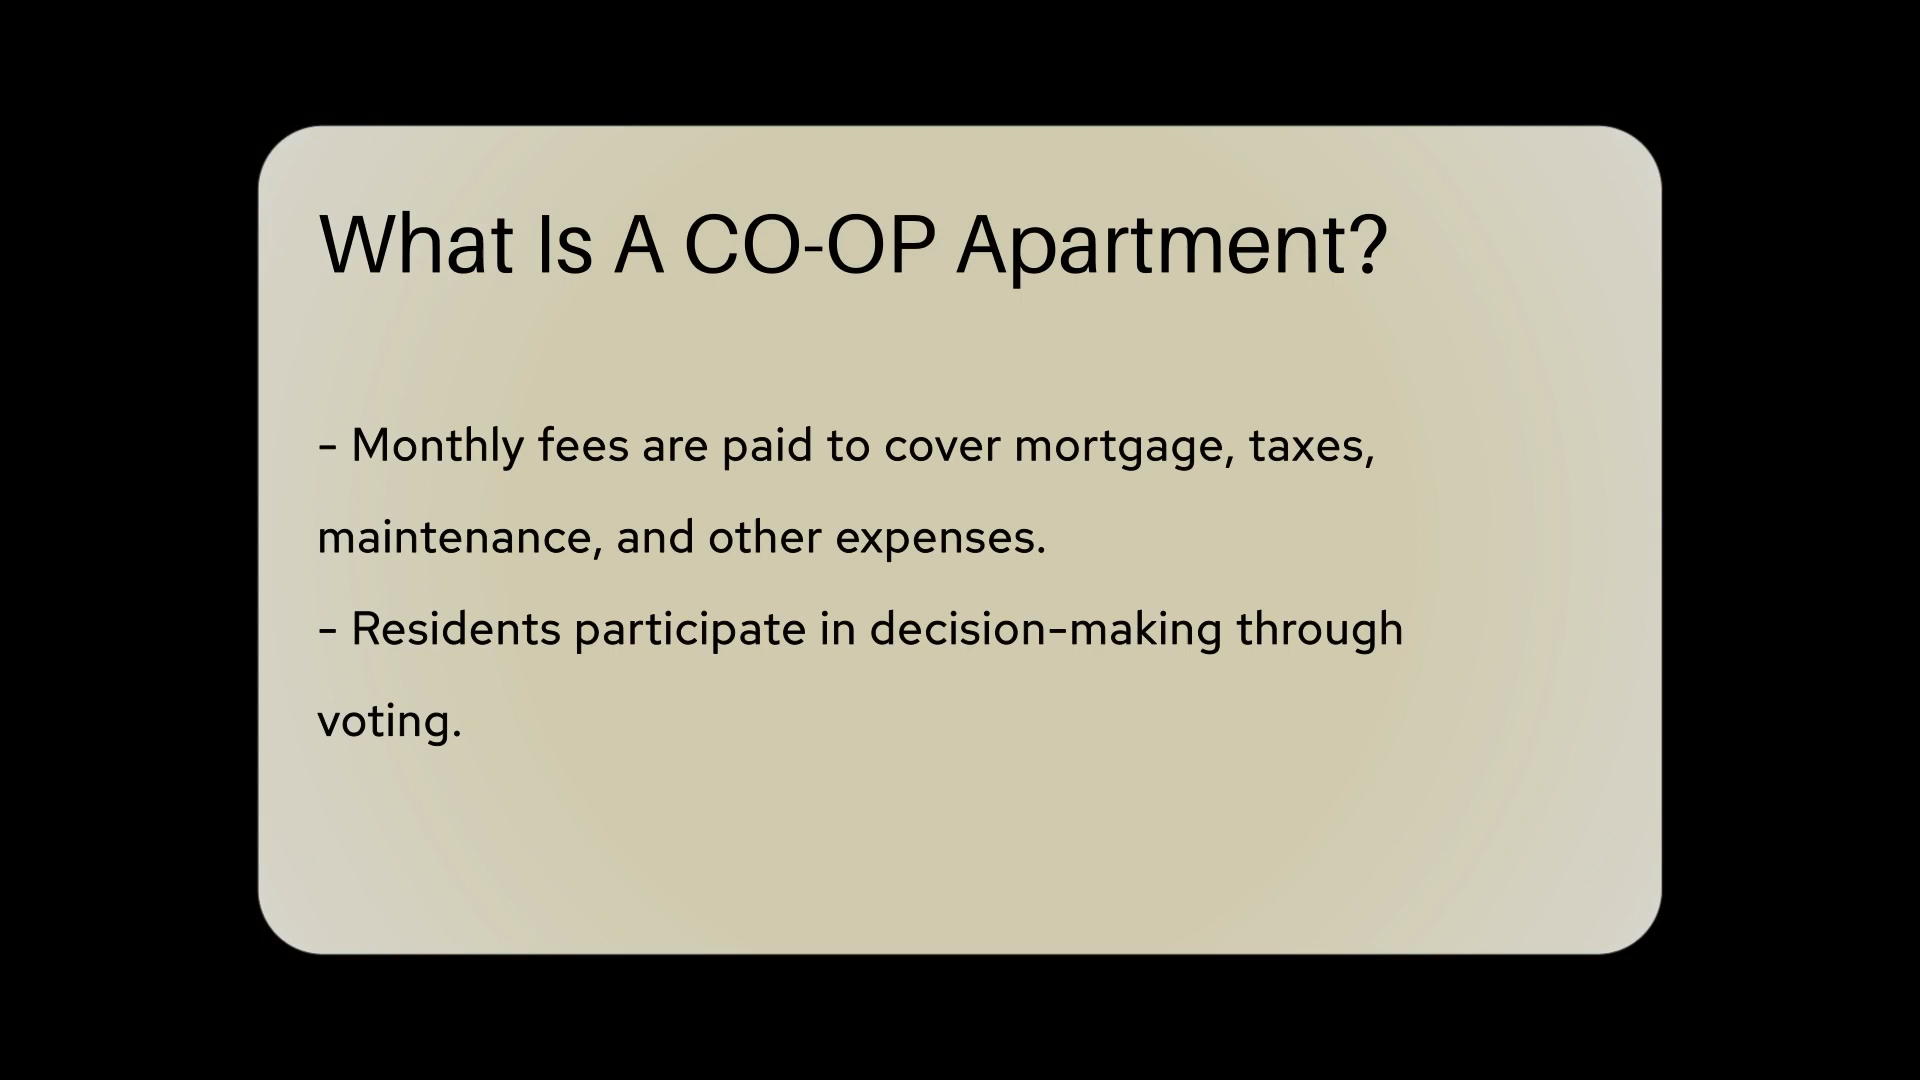 What Is A CO-OP Apartment?
- Monthly fees are paid to cover mortgage, taxes,
maintenance, and other expenses.
- Residents participate in decision-making through
voting.